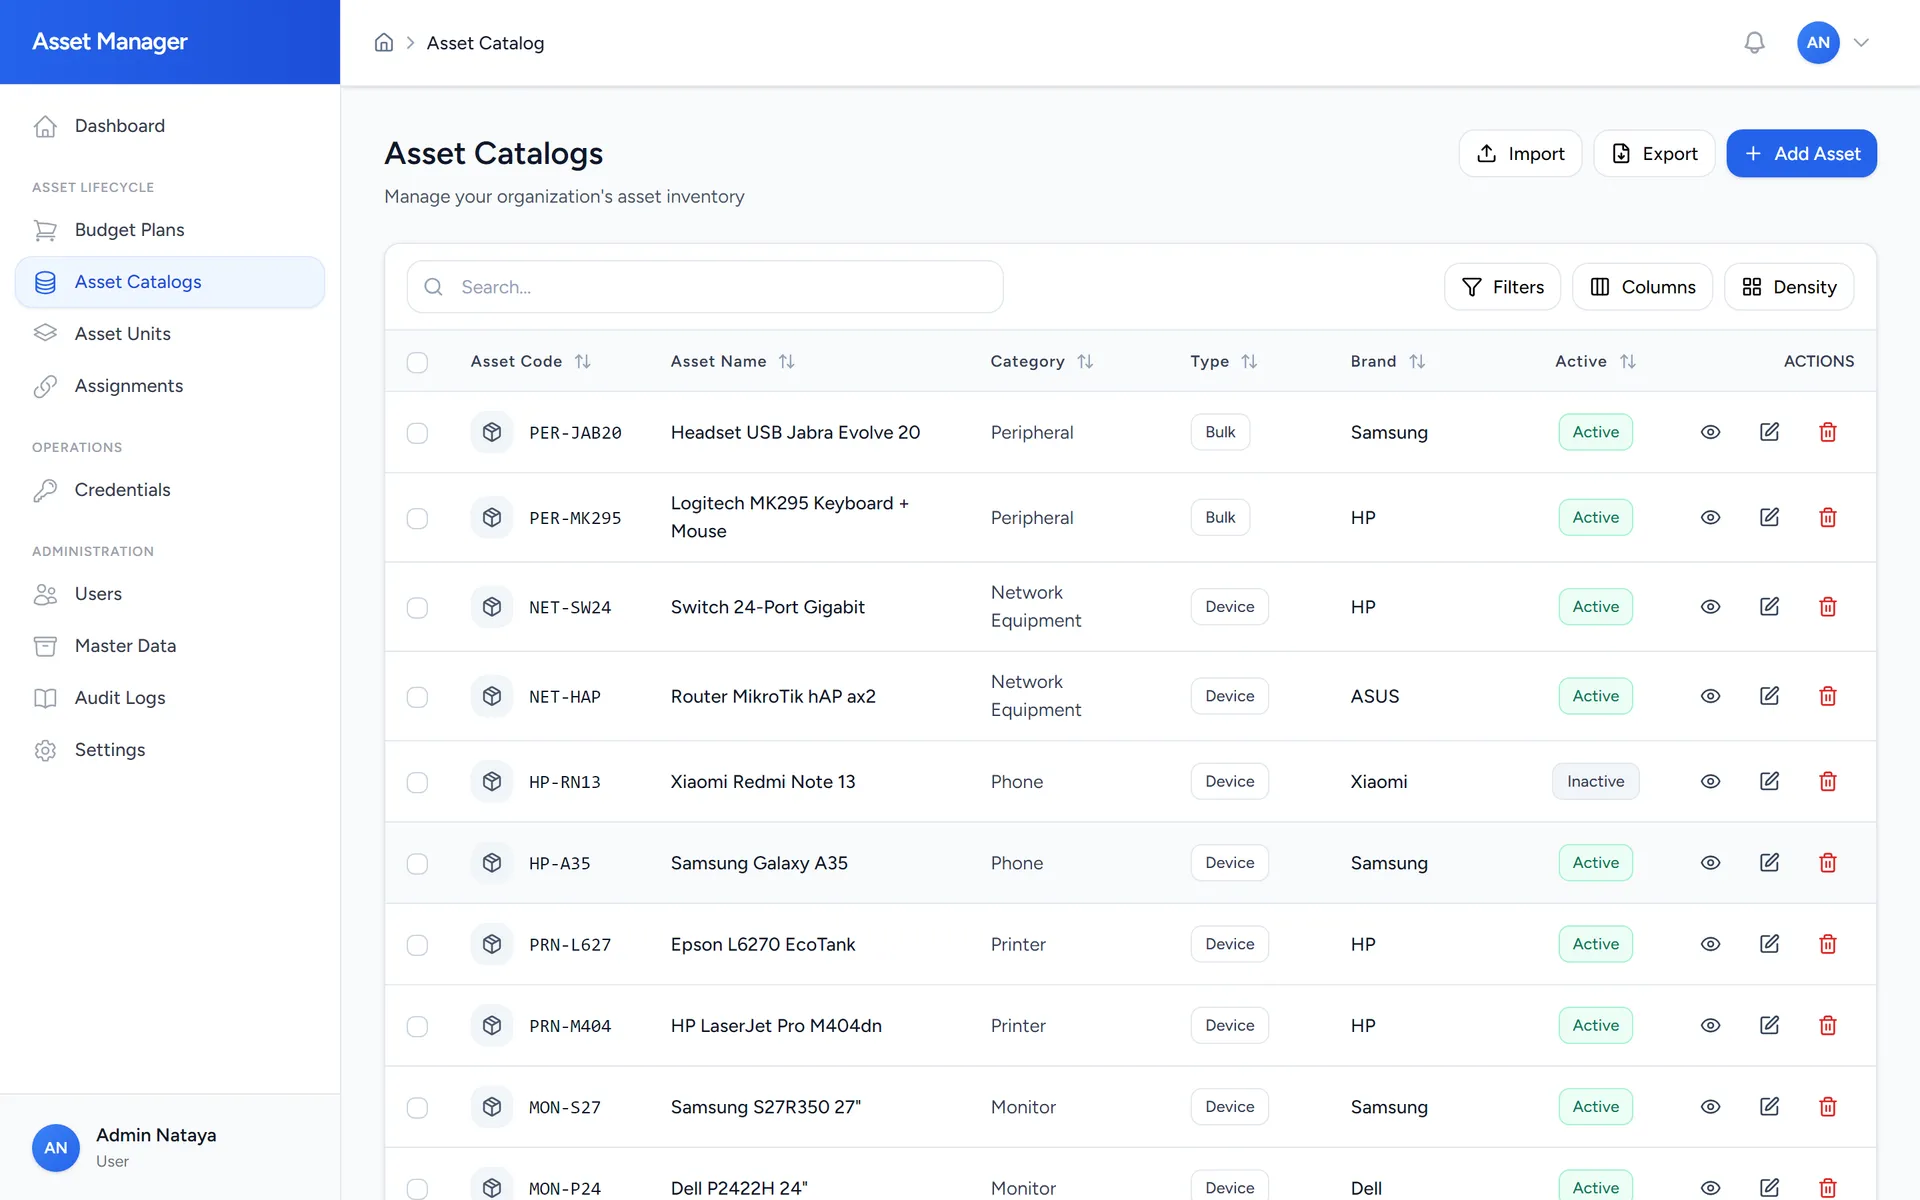 Asset Manager
Asset Catalog
AN
Dashboard
ASSET LIFECYCLE
Budget Plans
Asset Catalogs
Asset Units
Assignments
OPERATIONS
Credentials
ADMINISTRATION
Users
Master Data
Audit Logs
Settings
AN
Admin Nataya
User
Asset Catalogs
Manage your organization's asset inventory
Import
Export
Add Asset
Search...
Filters
Columns
Density
Asset Code Asset Name Category Type Brand Active ACTIONS
PER-JAB20 Headset USB Jabra Evolve 20 Peripheral Bulk Samsung Active
PER-MK295 Logitech MK295 Keyboard +
Mouse Peripheral Bulk HP Active
NET-SW24 Switch 24-Port Gigabit Network
Equipment Device HP Active
NET-HAP Router MikroTik hAP ax2 Network
Equipment Device ASUS Active
HP-RN13 Xiaomi Redmi Note 13 Phone Device Xiaomi Inactive
HP-A35 Samsung Galaxy A35 Phone Device Samsung Active
PRN-L627 Epson L6270 EcoTank Printer Device HP Active
PRN-M404 HP LaserJet Pro M404dn Printer Device HP Active
MON-S27 Samsung S27R350 27" Monitor Device Samsung Active
MON-P24 Dell P2422H 24" Monitor Device Dell Active